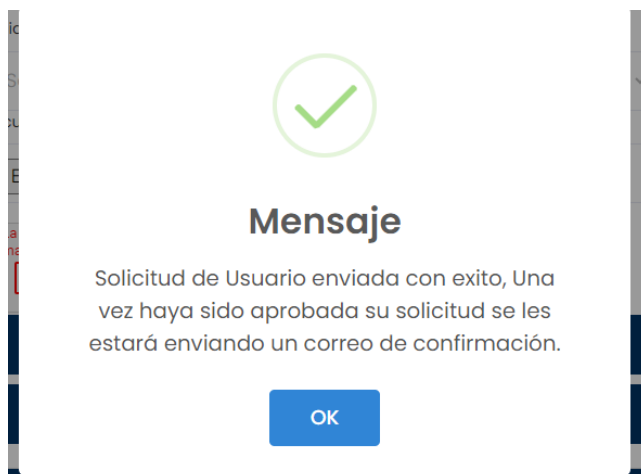 Mensaje
Solicitud de Usuario enviada con exito, Una
vez haya sido aprobada su solicitud se les
estará enviando un correo de confirmación.
OK